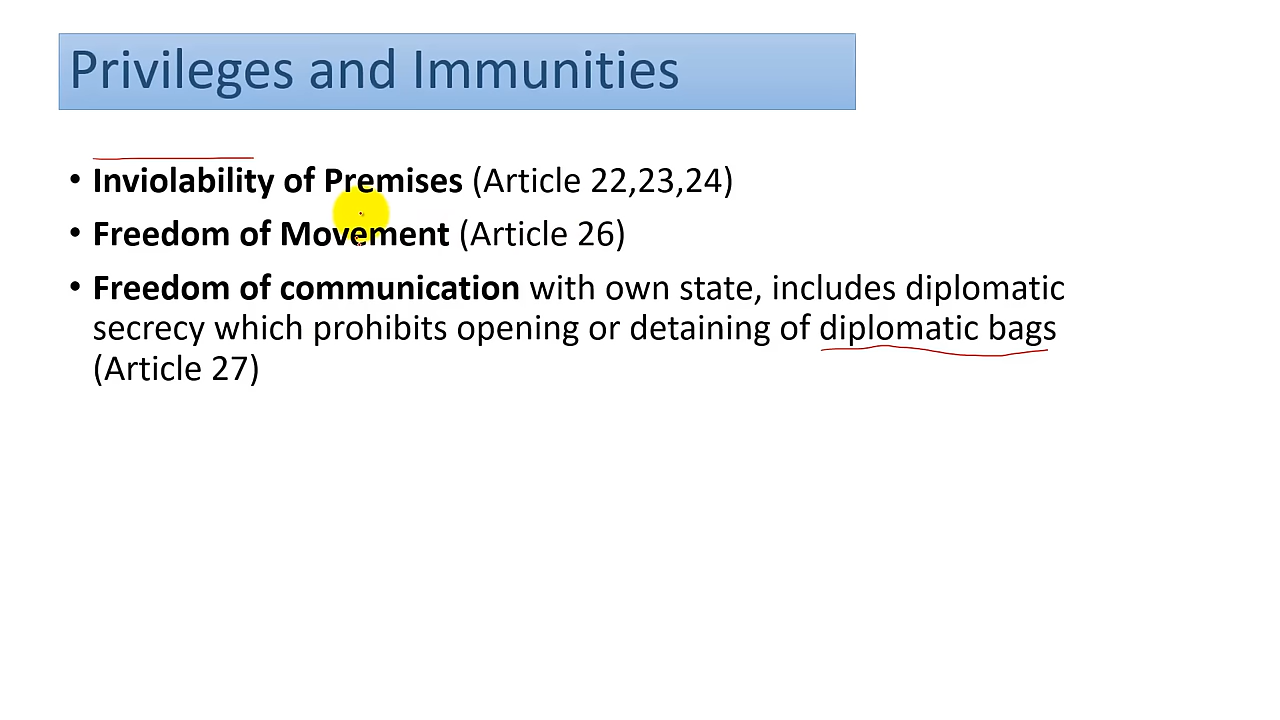 Privileges and Immunities
• Inviolability of Premises (Article 22,23,24)
• Freedom of Movement (Article 26)
• Freedom of communication with own state, includes diplomatic
secrecy which prohibits opening or detaining of diplomatic bags
(Article 27)